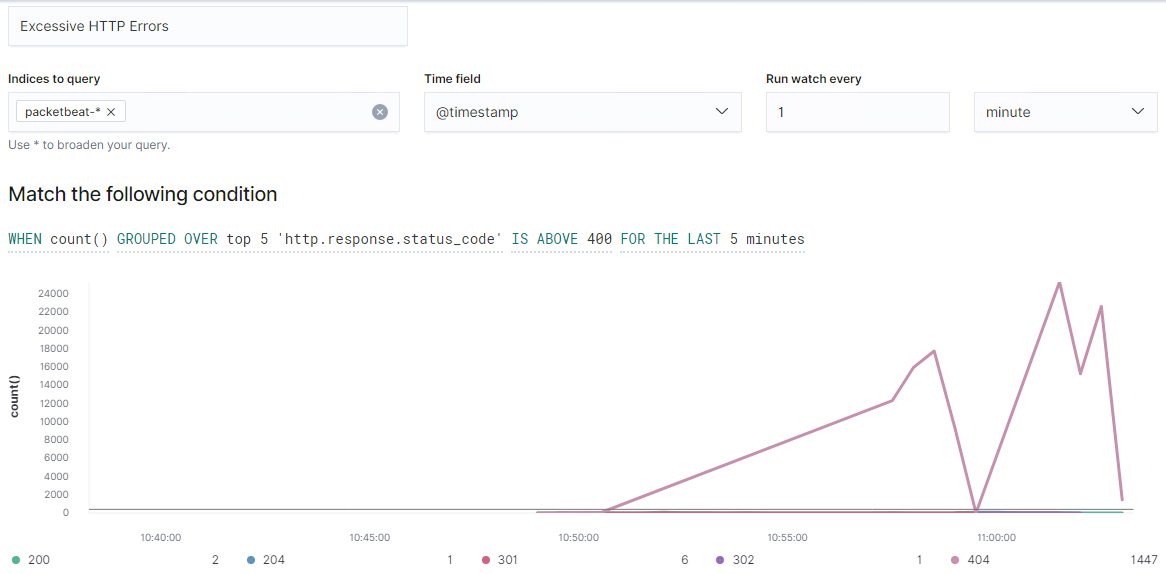 Excessive HTTP Errors
Indices to query Time field Run watch every
packetbeat-* @timestamp 1 minute
Use * to broaden your query.
Match the following condition
WHEN count() GROUPED OVER top 5 'http.response.status_code' IS ABOVE 400 FOR THE LAST 5 minutes
count()
24000
22000
20000
18000
16000
14000
12000
10000
8000
6000
4000
2000
0
10:40:00 10:45:00 10:50:00 10:55:00 11:00:00
200 2 204 1 301 6 302 1 404 1447